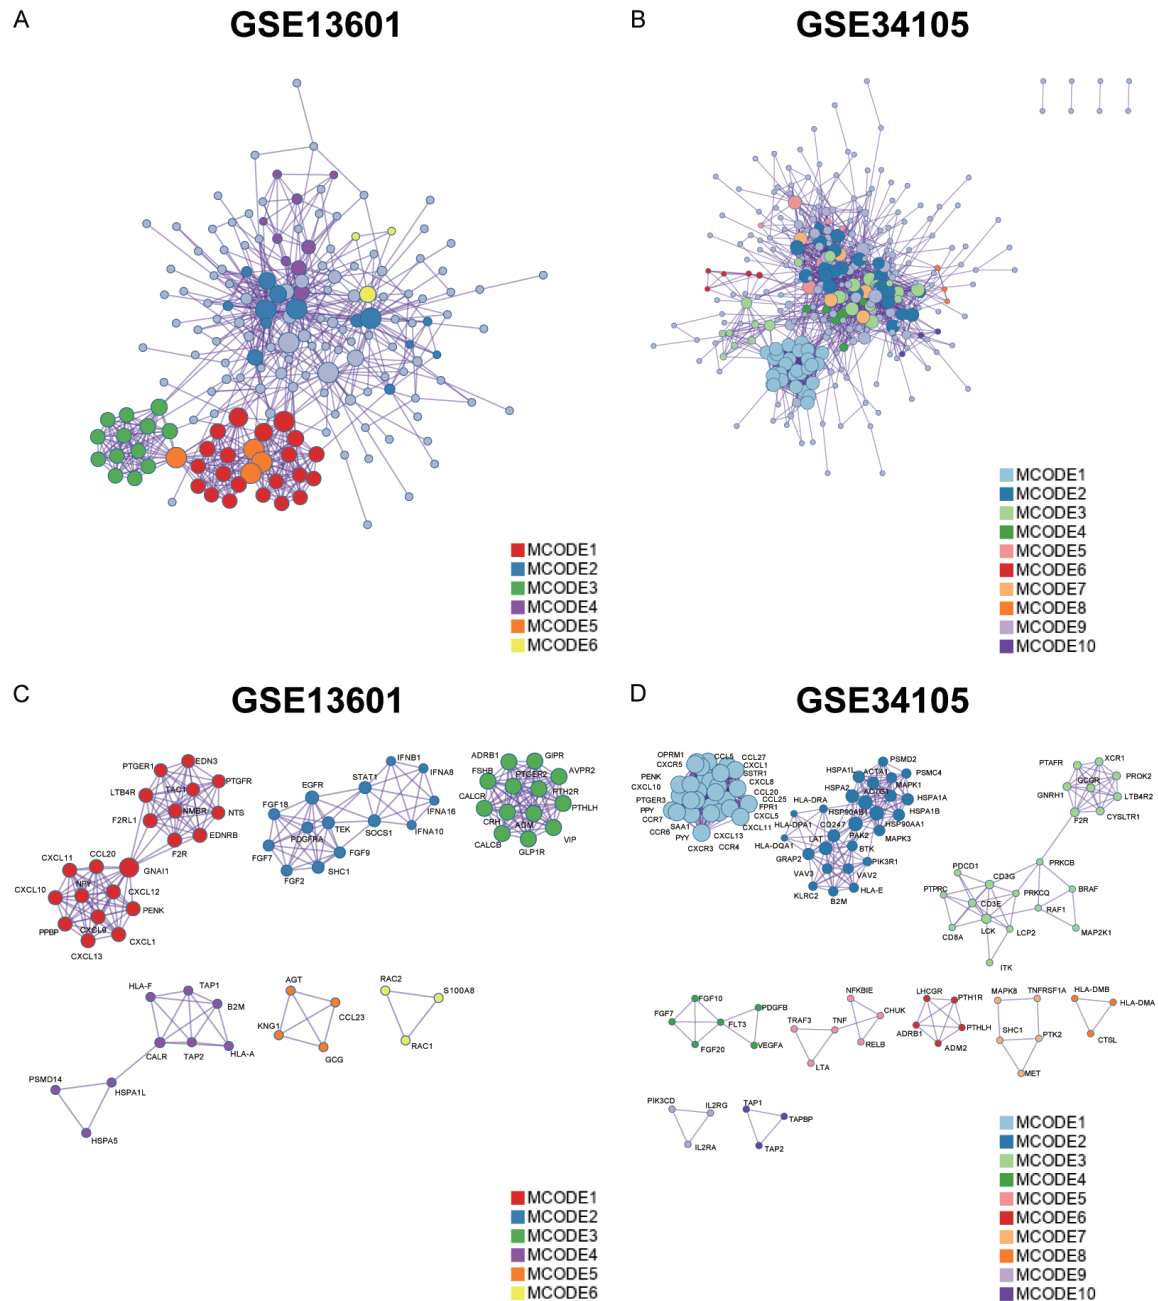 A
GSE13601
B
GSE34105
MCODE1
MCODE2
MCODE3
MCODE4
MCODE5
MCODE6
MCODE1
MCODE2
MCODE3
MCODE4
MCODE5
MCODE6
MCODE7
MCODE8
MCODE9
MCODE10
C
GSE13601
D
GSE34105
EDN3
PTGER1
PTGFR
TAC1
LTB4R
NMBR
NTS
F2RL1
EDNRB
F2R
CXCL11
CCL20
GNAI1
CXCL10
NPY
CXCL12
PENK
PPBP
CXCL9
CXCL1
CXCL13
IFNB1
IFNA8
STAT1
EGFR
IFNA16
FGF18
TEK
IFNA10
PDGFRA
SOCS1
FGF7
FGF9
SHC1
FGF2
ADRB1
GIPR
FSHB
PTGER2
AVPR2
CALCR
PTH2R
PTHLH
CRH
ADM
CALCB
VIP
GLP1R
HLA-F
TAP1
B2M
CALR
TAP2
HLA-A
PSMD14
HSPA1L
HSPA5
AGT
CCL23
KNG1
GCG
RAC2
S100A8
RAC1
MCODE1
MCODE2
MCODE3
MCODE4
MCODE5
MCODE6
OPRM1
CCL5
CCL27
CXCR5
CXCL1
SSTR1
PENK
CXCL8
CXCL10
CCL20
PTGER3
CCL25
PPY
FPR1
CCR7
CXCL5
SAA1
CXCL11
CCR6
PYY
CXCL13
CXCR3
CCR4
PSMD2
HSPA1L
ACTA1
PSMC4
HSPA2
MAPK1
ACTG1
HSPA1A
HLA-DRA
HSP90AB1
HSPA1B
HLA-DPA1
CD247
HSP90AA1
HLA-DQA1
LAT
PAK2
MAPK3
GRAP2
BTK
PIK3R1
VAV3
VAV2
KLRC2
HLA-E
B2M
XCR1
PTAFR
GCGR
PROK2
GNRH1
LTB4R2
CYSLTR1
F2R
PDCD1
PRKCB
CD3G
PTPRC
PRKCQ
BRAF
CD3E
RAF1
LCK
CD8A
LCP2
MAP2K1
ITK
FGF10
PDGFB
FGF7
FLT3
FGF20
VEGFA
NFKBIE
TRAF3
TNF
CHUK
RELB
LTA
LHCGR
PTH1R
ADRB1
PTHLH
ADM2
MAPK8
TNFRSF1A
SHC1
PTK2
MET
HLA-DMB
HLA-DMA
CTSL
PIK3CD
IL2RG
IL2RA
TAP1
TAPBP
TAP2
MCODE1
MCODE2
MCODE3
MCODE4
MCODE5
MCODE6
MCODE7
MCODE8
MCODE9
MCODE10